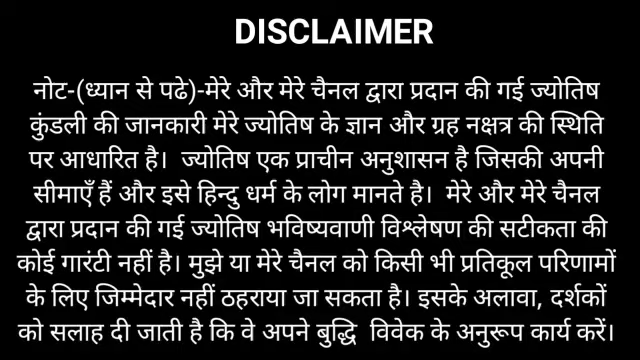 DISCLAIMER
नोट-(ध्यान से पढे)-मेरे और मेरे चैनल द्वारा प्रदान की गई ज्योतिष
कुंडली की जानकारी मेरे ज्योतिष के ज्ञान और ग्रह नक्षत्र की स्थिति
पर आधारित है। ज्योतिष एक प्राचीन अनुशासन है जिसकी अपनी
सीमाएँ हैं और इसे हिन्दु धर्म के लोग मानते है। मेरे और मेरे चैनल
द्वारा प्रदान की गई ज्योतिष भविष्यवाणी विश्लेषण की सटीकता की
कोई गारंटी नहीं है। मुझे या मेरे चैनल को किसी भी प्रतिकूल परिणामों
के लिए जिम्मेदार नहीं ठहराया जा सकता है। इसके अलावा, दर्शकों
को सलाह दी जाती है कि वे अपने बुद्धि विवेक के अनुरूप कार्य करें।